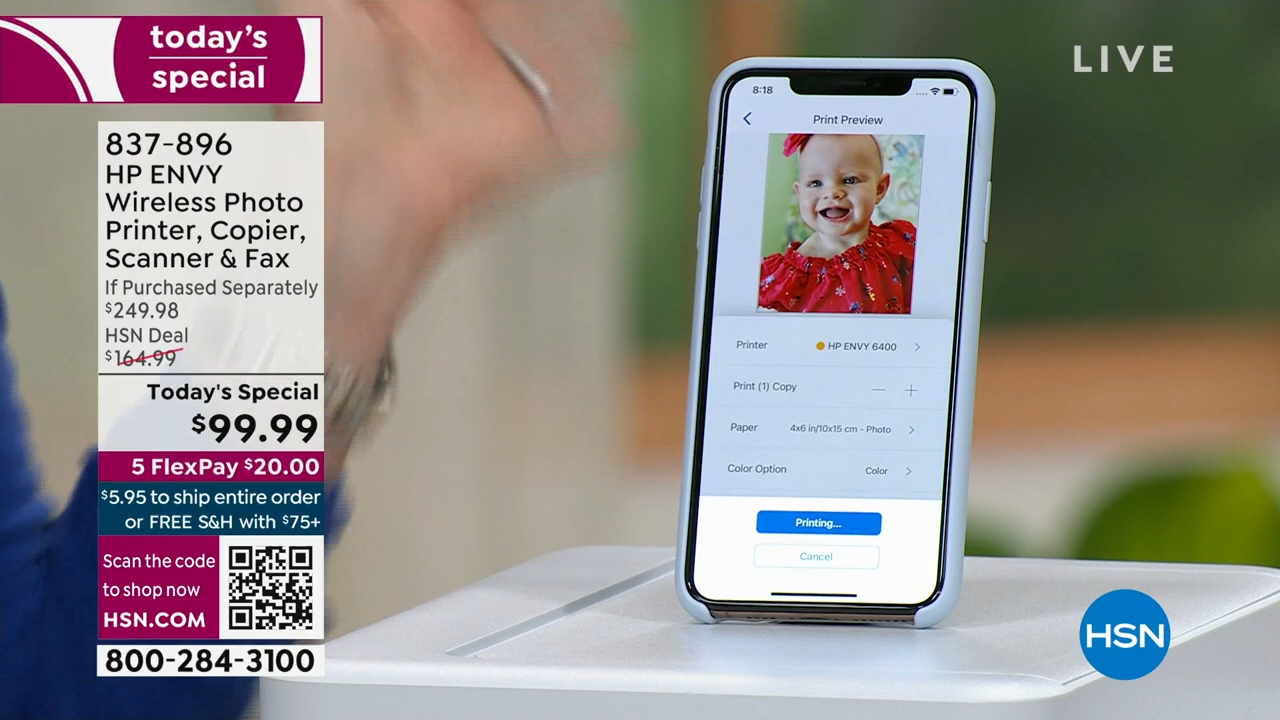 today's
special
837-896
HP ENVY
Wireless Photo
Printer, Copier,
Scanner & Fax
If Purchased Separately
$249.98
HSN Deal
$164.99
Today's Special
$99.99
5 FlexPay $20.00
$5.95 to ship entire order
or FREE S&H with $75+
Scan the code
to shop now
HSN.COM
800-284-3100
LIVE
8:18
Print Preview
Printer HP ENVY 6400
Print (1) Copy
Paper 4x6 in/10x15 cm - Photo
Color Option Color
Printing...
Cancel
HSN